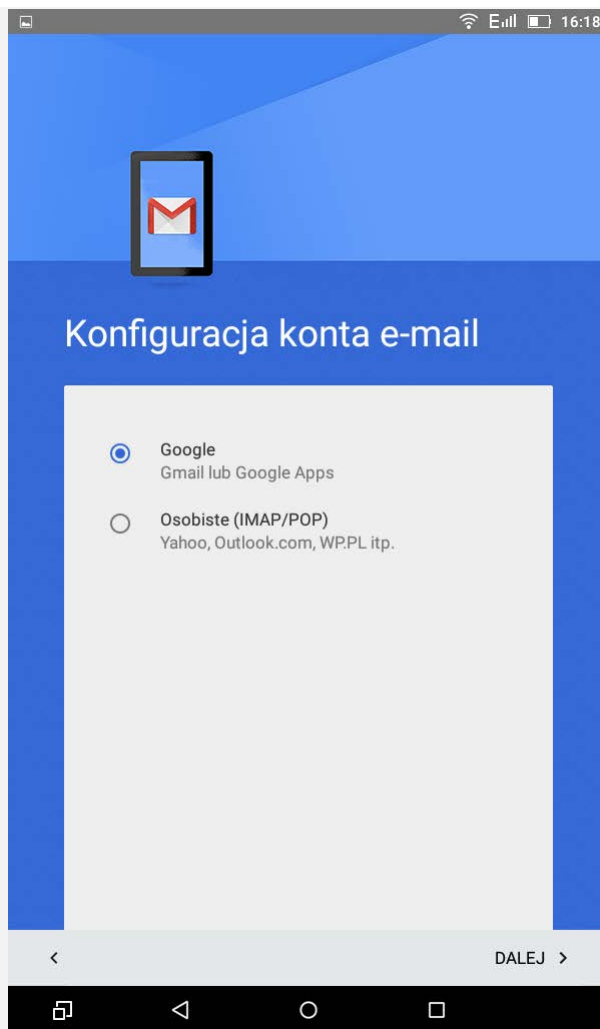 E 16:18
Konfiguracja konta e-mail
Google
Gmail lub Google Apps
Osobiste (IMAP/POP)
Yahoo, Outlook.com, WP.PL itp.
DALEJ